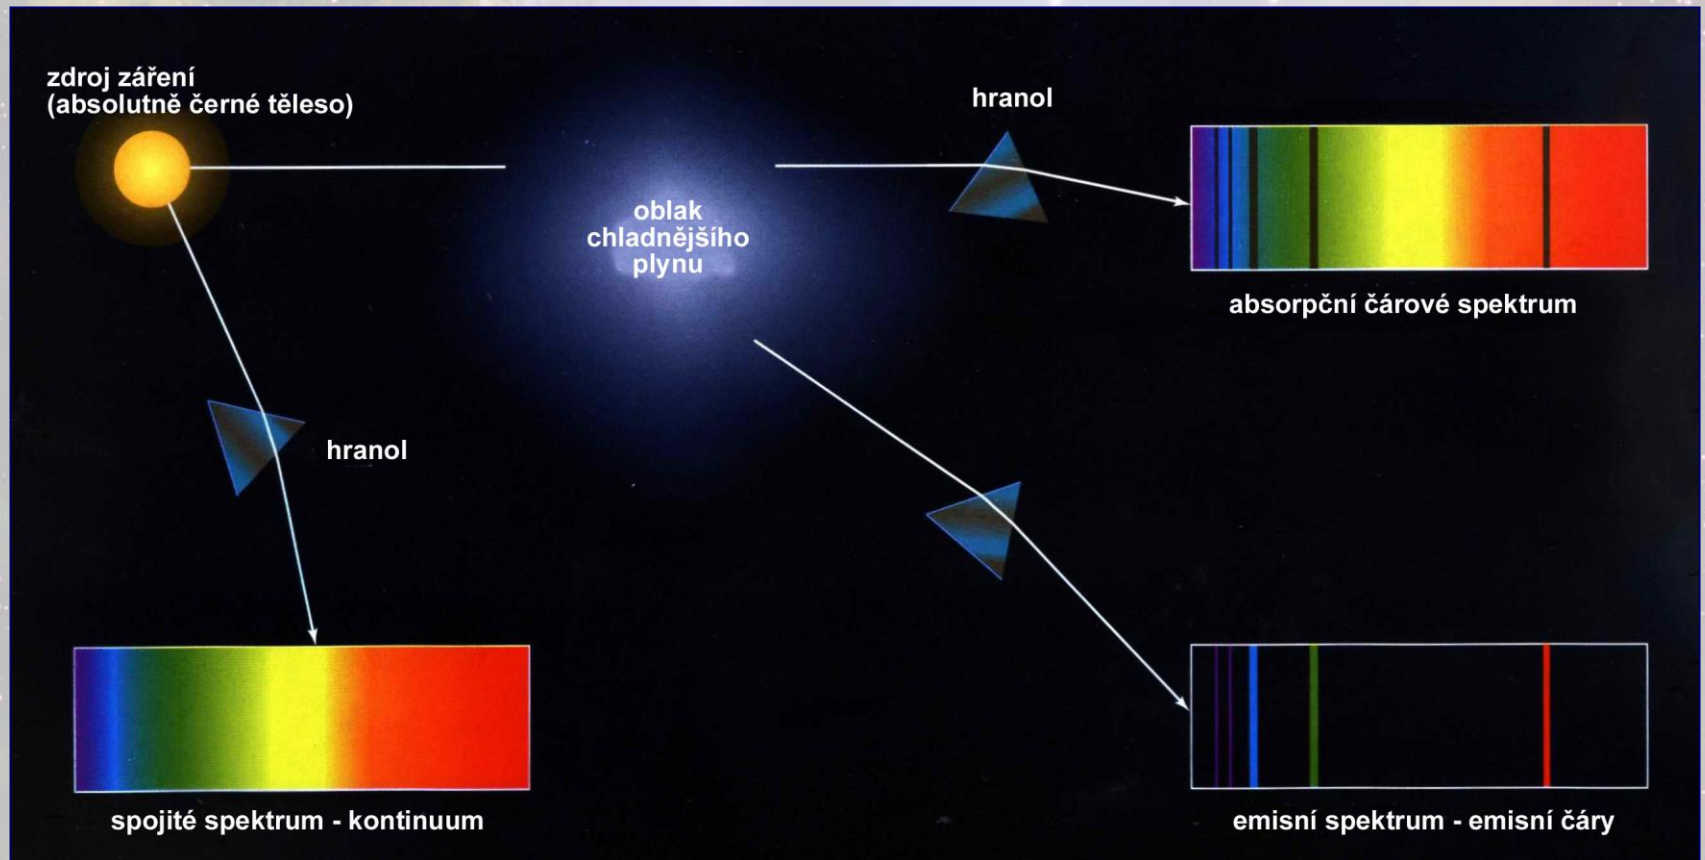 zdroj záření
(absolutně černé těleso)
hranol
oblak
chladnějšího
plynu
absorpční čárové spektrum
hranol
spojité spektrum - kontinuum
emisní spektrum - emisní čáry